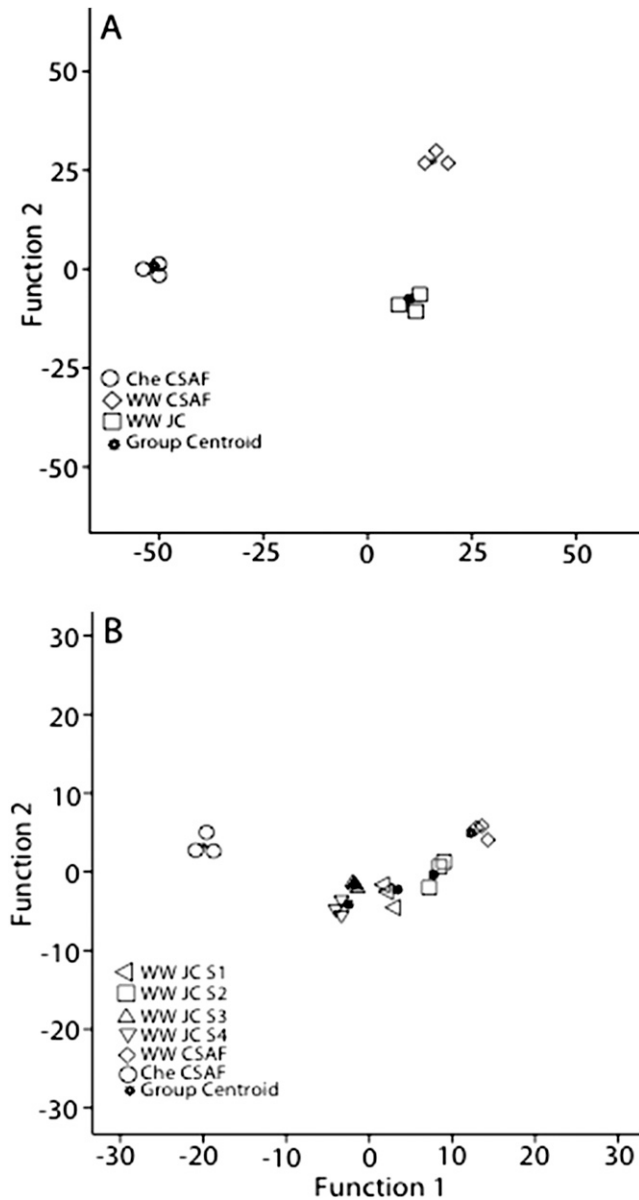 A
50
25
0
-25
-50
Function 2
Che CSAF
WW CSAF
WW JC
Group Centroid
-50 -25 0 25 50
B
30
20
10
0
-10
-20
-30
Function 2
WW JC S1
WW JC S2
WW JC S3
WW JC S4
WW CSAF
Che CSAF
Group Centroid
-30 -20 -10 0 10 20 30
Function 1